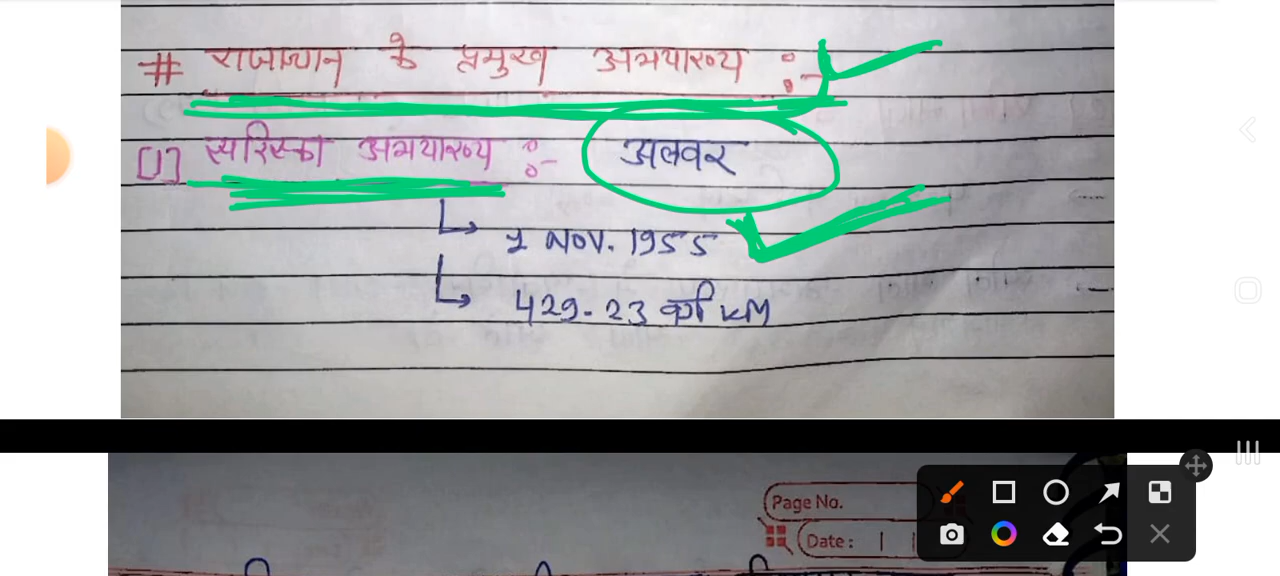 # राजस्थान के प्रमुख अभयारण्य :-
[1] सरिस्का अभयारण्य :- अलवर
↳ 1 NOV. 1955
↳ 429.23 वर्ग KM
Page No.
Date :